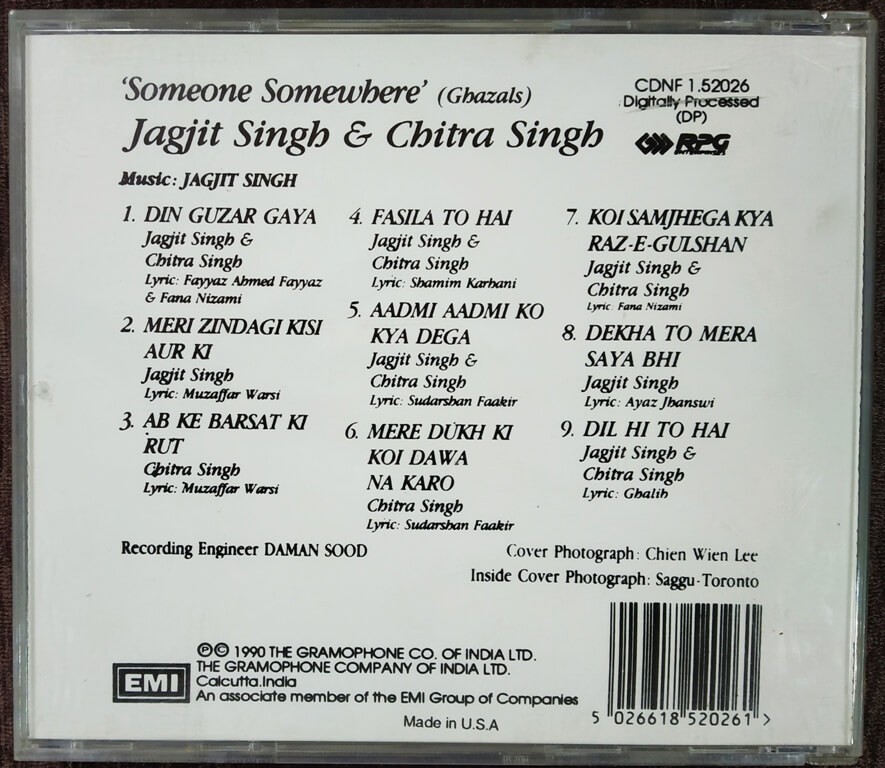 'Someone Somewhere' (Ghazals)
Jagjit Singh & Chitra Singh
CDNF 1.52026
Digitally Processed
(DP)
RPG
ENTERPRISES
Music: JAGJIT SINGH
1. DIN GUZAR GAYA
Jagjit Singh &
Chitra Singh
Lyric: Fayyaz Ahmed Fayyaz
& Fana Nizami
2. MERI ZINDAGI KISI
AUR KI
Jagjit Singh
Lyric: Muzaffar Warsi
3. AB KE BARSAT KI
RUT
Chitra Singh
Lyric: Muzaffar Warsi
4. FASILA TO HAI
Jagjit Singh &
Chitra Singh
Lyric: Shamim Karhani
5. AADMI AADMI KO
KYA DEGA
Jagjit Singh &
Chitra Singh
Lyric: Sudarshan Faakir
6. MERE DUKH KI
KOI DAWA
NA KARO
Chitra Singh
Lyric: Sudarshan Faakir
7. KOI SAMJHEGA KYA
RAZ-E-GULSHAN
Jagjit Singh &
Chitra Singh
Lyric: Fana Nizami
8. DEKHA TO MERA
SAYA BHI
Jagjit Singh
Lyric: Ayaz Jhanswi
9. DIL HI TO HAI
Jagjit Singh &
Chitra Singh
Lyric: Ghalib
Recording Engineer DAMAN SOOD
Cover Photograph: Chien Wien Lee
Inside Cover Photograph: Saggu-Toronto
EMI
℗© 1990 THE GRAMOPHONE CO. OF INDIA LTD.
THE GRAMOPHONE COMPANY OF INDIA LTD.
Calcutta.India
An associate member of the EMI Group of Companies
Made in U.S.A
5 026618 520261 >